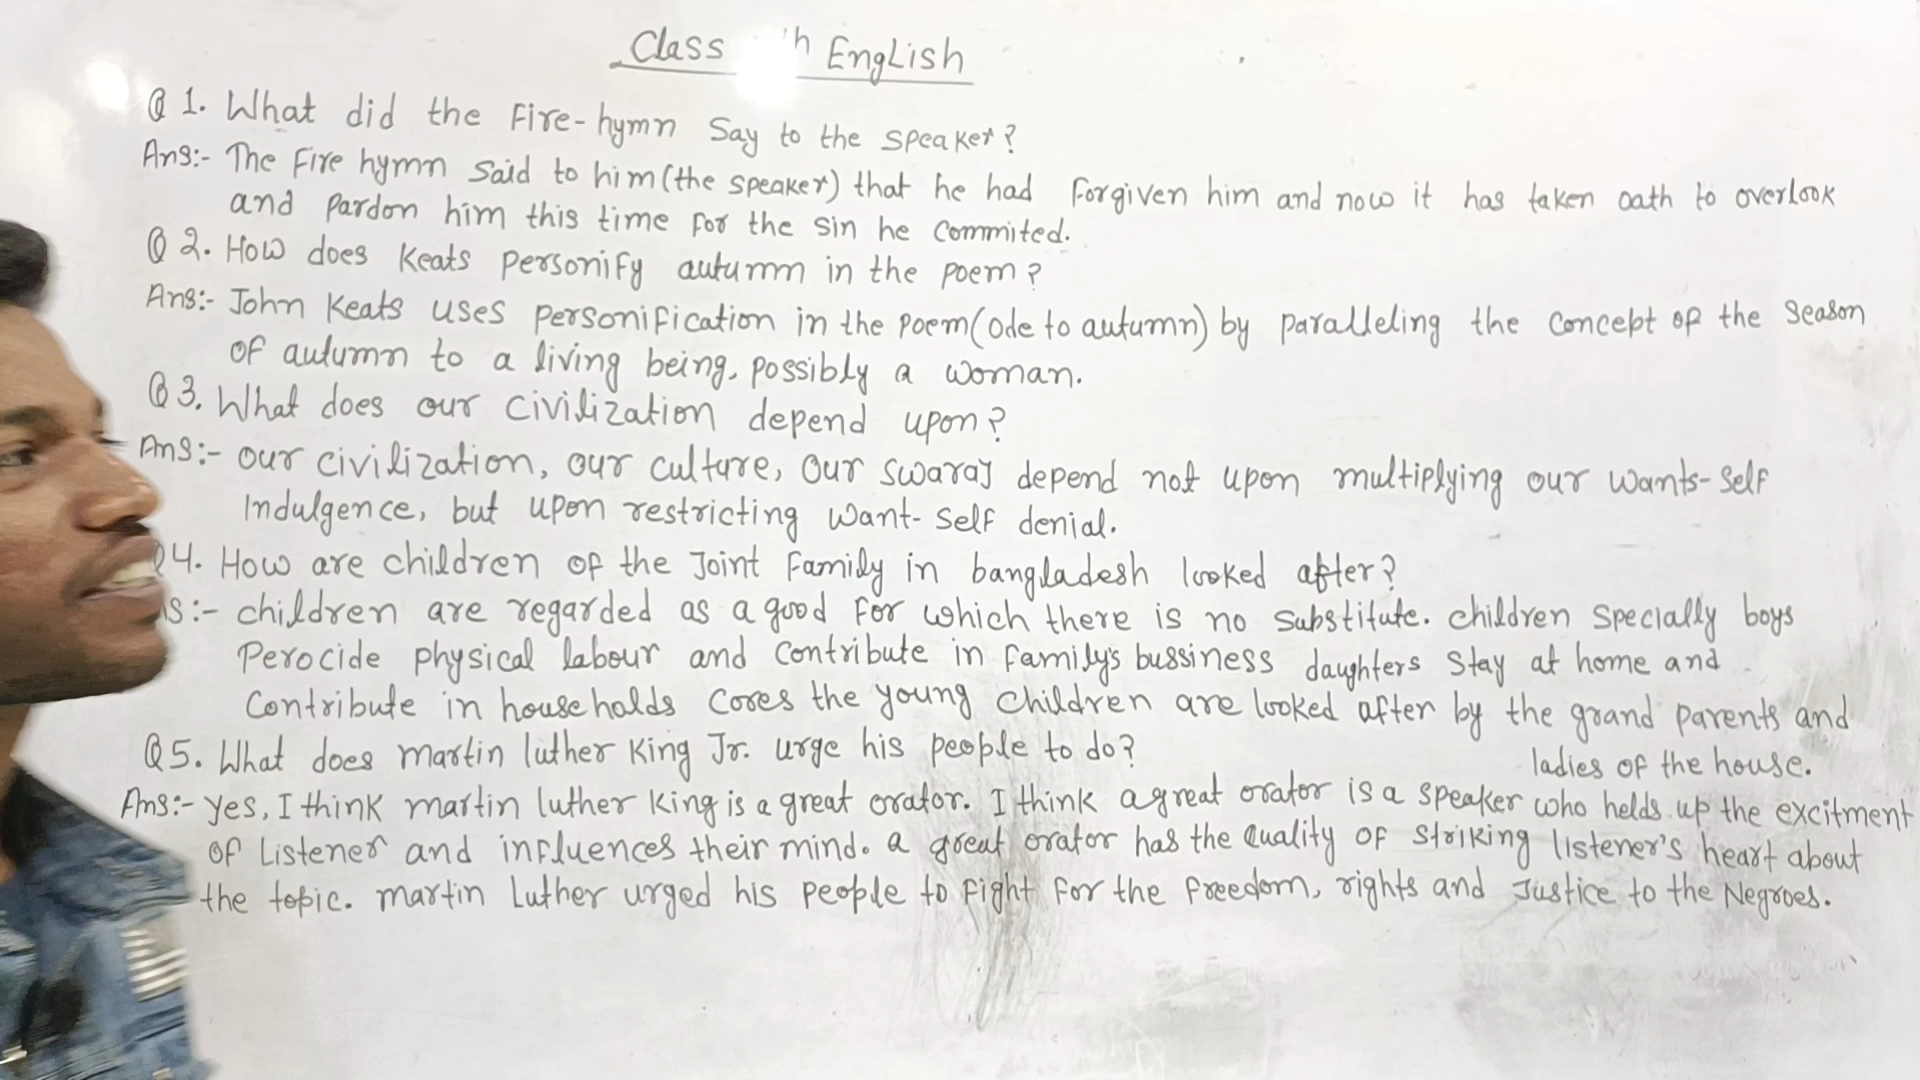 Class h English
Q 1. What did the Fire-hymn Say to the speaker?
Ans:- The Fire hymn Said to him (the speaker) that he had Forgiven him and now it has taken oath to overlook
and pardon him this time For the sin he Commited.
Q 2. How does Keats personify autumn in the poem?
Ans:- John Keats uses personification in the poem (Ode to autumn) by paralleling the concept of the Season
of autumn to a living being, possibly a woman.
Q 3. What does our civilization depend upon?
Ans:- our civilization, our culture, our swaraj depend not upon multiplying our wants- Self
Indulgence, but upon restricting want- Self denial.
Q4. How are children of the Joint Family in bangladesh looked after?
s:- children are regarded as a good For which there is no substitute. children specially boys
Perocide physical labour and Contribute in family's bussiness daughters Stay at home and
Contribute in households Cores the young Children are looked after by the grand parents and
ladies of the house.
Q5. What does martin luther King Jr. urge his people to do?
Ans:- yes, I think martin luther King is a great orator. I think a great orator is a speaker who helds up the excitment
of Listener and influences their mind. a great orator has the quality of striking listener's heart about
the topic. martin Luther urged his people to Fight For the Freedom, rights and Justice to the Negroes.